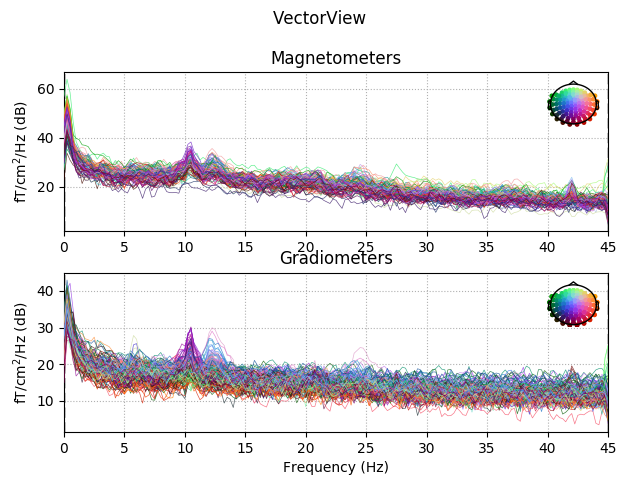 VectorView
Magnetometers
fT/cm²/Hz (dB)
60
40
20
0 5 10 15 20 25 30 35 40 45
Gradiometers
fT/cm²/Hz (dB)
40
30
20
10
0 5 10 15 20 25 30 35 40 45
Frequency (Hz)